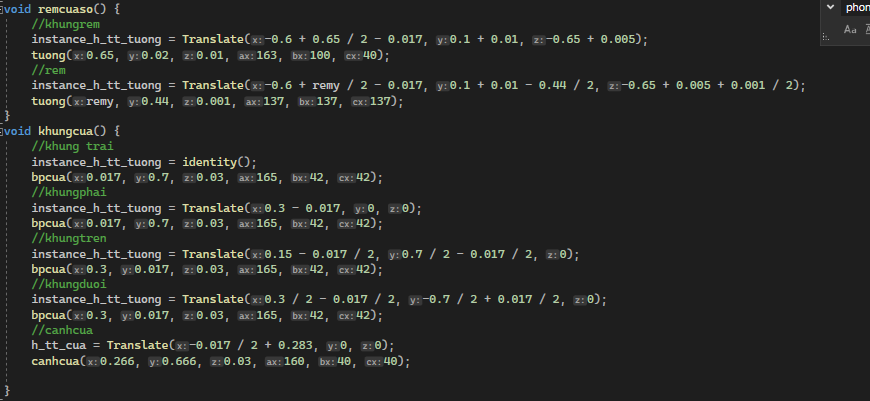 void remcuaso() {
//khungrem
instance_h_tt_tuong = Translate(x:-0.6 + 0.65 / 2 - 0.017, y:0.1 + 0.01, z:-0.65 + 0.005);
tuong(x:0.65, y:0.02, z:0.01, ax:163, bx:100, cx:40);
//rem
instance_h_tt_tuong = Translate(x:-0.6 + remy / 2 - 0.017, y:0.1 + 0.01 - 0.44 / 2, z:-0.65 + 0.005 + 0.001 / 2);
tuong(x:remy, y:0.44, z:0.001, ax:137, bx:137, cx:137);
}
void khungcua() {
//khung trai
instance_h_tt_tuong = identity();
bpcua(x:0.017, y:0.7, z:0.03, ax:165, bx:42, cx:42);
//khungphai
instance_h_tt_tuong = Translate(x:0.3 - 0.017, y:0, z:0);
bpcua(x:0.017, y:0.7, z:0.03, ax:165, bx:42, cx:42);
//khungtren
instance_h_tt_tuong = Translate(x:0.15 - 0.017 / 2, y:0.7 / 2 - 0.017 / 2, z:0);
bpcua(x:0.3, y:0.017, z:0.03, ax:165, bx:42, cx:42);
//khungduoi
instance_h_tt_tuong = Translate(x:0.3 / 2 - 0.017 / 2, y:-0.7 / 2 + 0.017 / 2, z:0);
bpcua(x:0.3, y:0.017, z:0.03, ax:165, bx:42, cx:42);
//canhcua
h_tt_cua = Translate(x:-0.017 / 2 + 0.283, y:0, z:0);
canhcua(x:0.266, y:0.666, z:0.03, ax:160, bx:40, cx:40);
}
phon
Aa